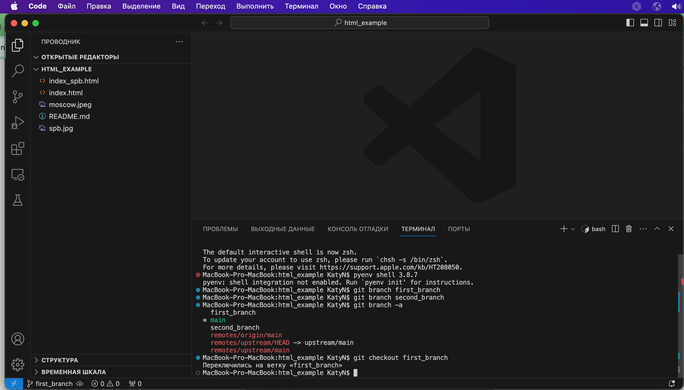 Code Файл Правка Выделение Вид Переход Выполнить Терминал Окно Справка
html_example
ПРОВОДНИК
ОТКРЫТЫЕ РЕДАКТОРЫ
HTML_EXAMPLE
index_spb.html
index.html
moscow.jpeg
README.md
spb.jpg
ПРОБЛЕМЫ ВЫХОДНЫЕ ДАННЫЕ КОНСОЛЬ ОТЛАДКИ ТЕРМИНАЛ ПОРТЫ
bash
The default interactive shell is now zsh.
To update your account to use zsh, please run `chsh -s /bin/zsh`.
For more details, please visit https://support.apple.com/kb/HT208050.
MacBook-Pro-MacBook:html_example KatyN$ pyenv shell 3.8.7
pyenv: shell integration not enabled. Run `pyenv init' for instructions.
MacBook-Pro-MacBook:html_example KatyN$ git branch first_branch
MacBook-Pro-MacBook:html_example KatyN$ git branch second_branch
MacBook-Pro-MacBook:html_example KatyN$ git branch -a
first_branch
* main
second_branch
remotes/origin/main
remotes/upstream/HEAD -> upstream/main
remotes/upstream/main
MacBook-Pro-MacBook:html_example KatyN$ git checkout first_branch
Переключились на ветку «first_branch»
MacBook-Pro-MacBook:html_example KatyN$
СТРУКТУРА
ВРЕМЕННАЯ ШКАЛА
first_branch 0 0 0